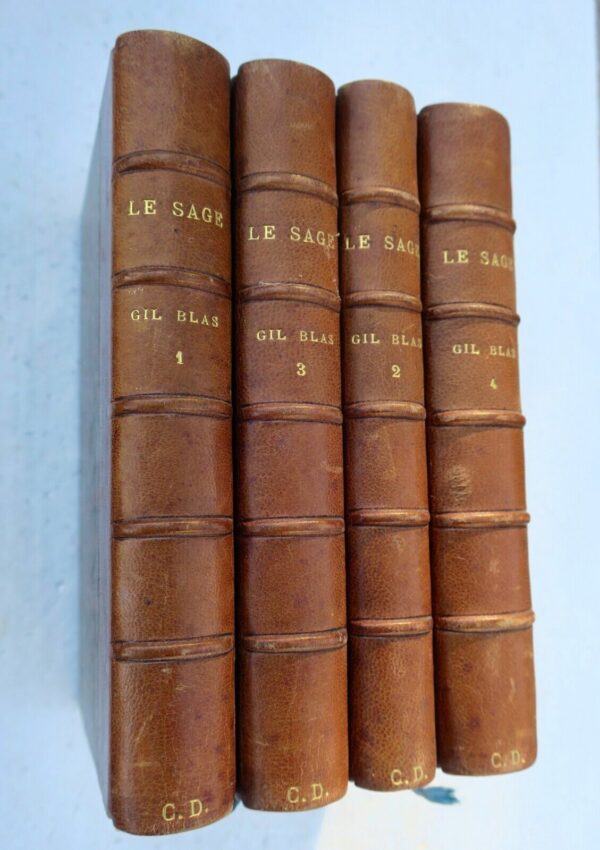 LE SAGE
GIL BLAS
1
C.D.
LE SAGE
GIL BLAS
3
C.D.
LE SAGE
GIL BLAS
2
C.D.
LE SAGE
GIL BLAS
4
C.D.